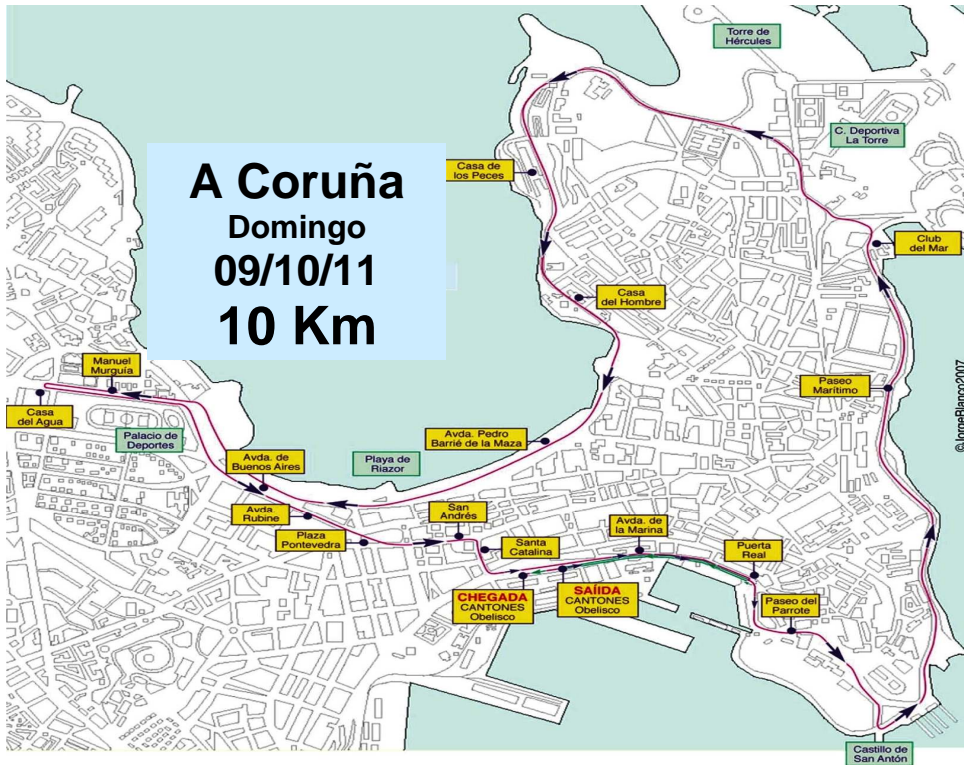 Torre de
Hércules
C. Deportiva
La Torre
A Coruña
Domingo
09/10/11
10 Km
Casa de
los Peces
Club
del Mar
Casa
del Hombre
Manuel
Murguía
Paseo
Marítimo
©JorgeBlanco2007
Casa
del Agua
Palacio de
Deportes
Avda. Pedro
Barrié de la Maza
Avda. de
Buenos Aires
Playa de
Riazor
Avda
Rubine
San
Andrés
Plaza
Pontevedra
Santa
Catalina
Avda. de
la Marina
Puerta
Real
CHEGADA
CANTONES
Obelisco
SAÍIDA
CANTONES
Obelisco
Paseo del
Parrote
Castillo de
San Antón